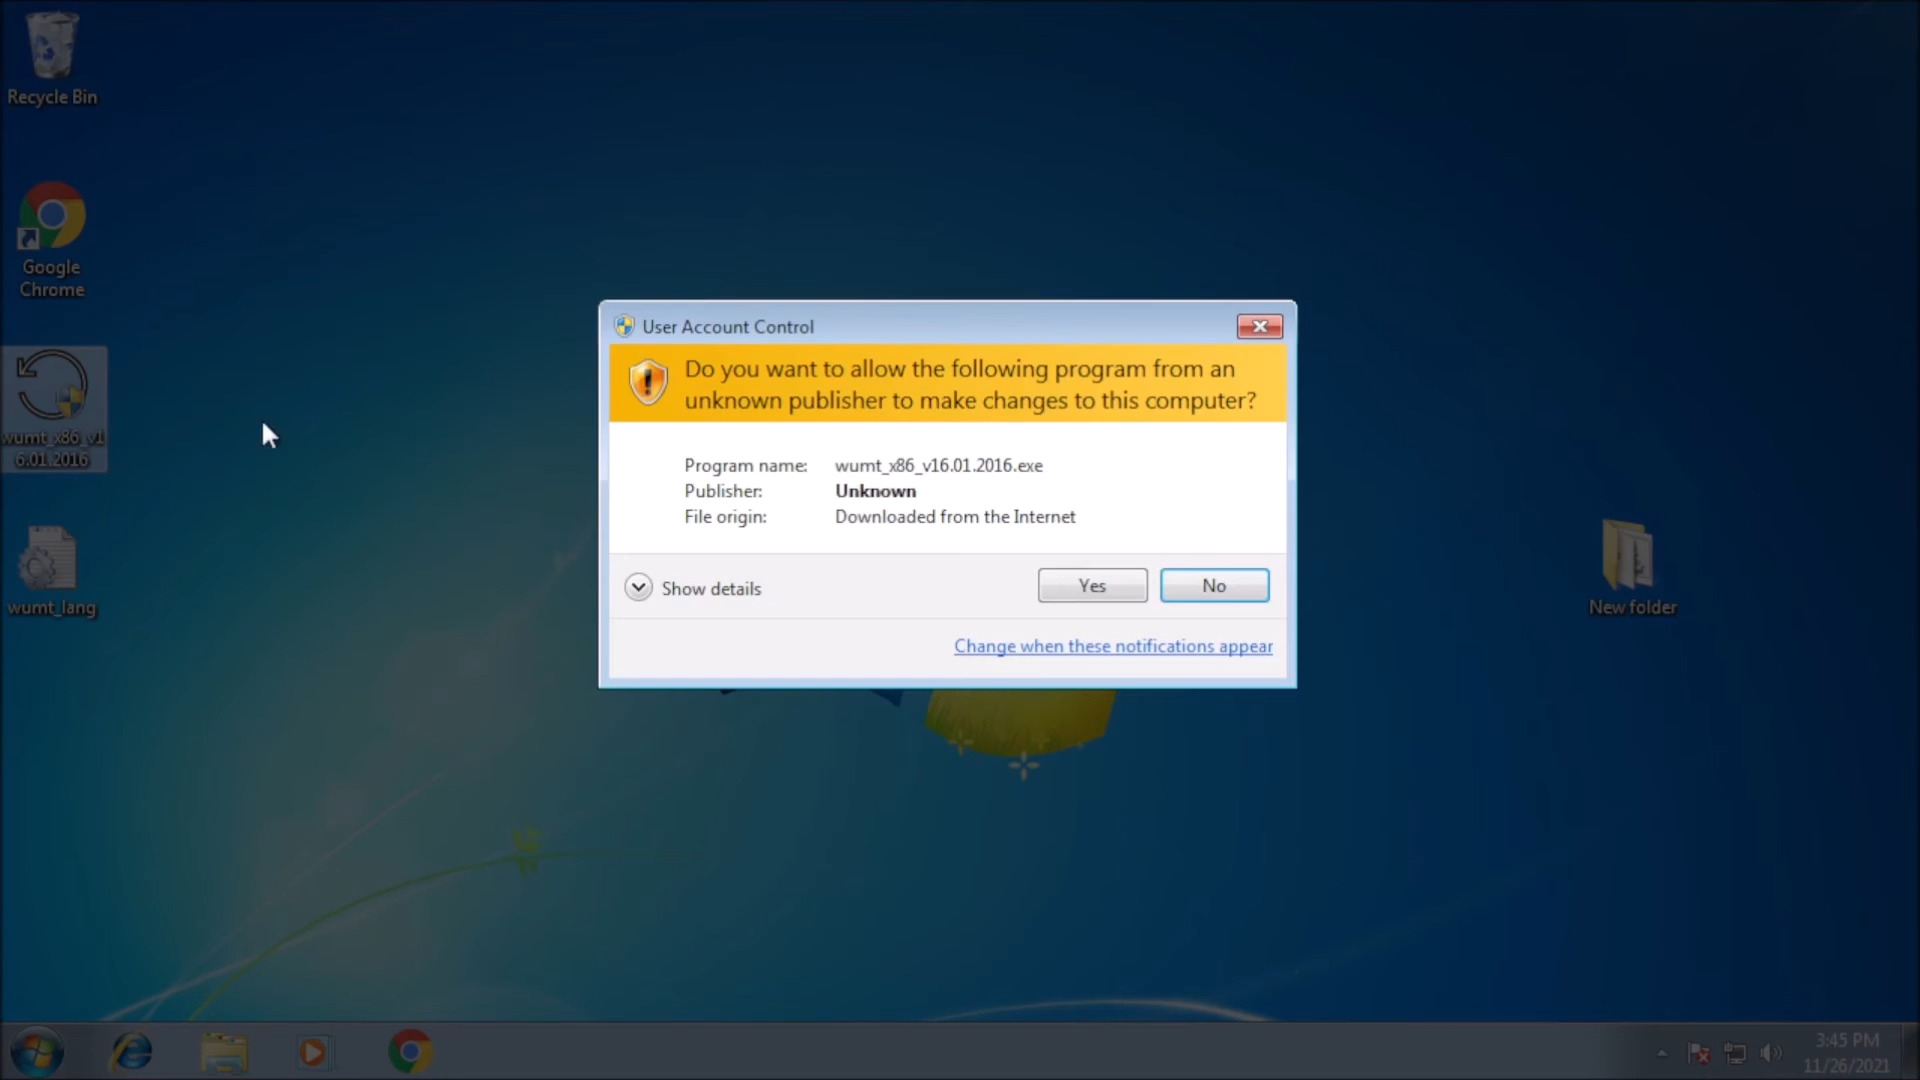 Recycle Bin
Google
Chrome
wumt_x86_v1
6.01.2016
wumt_lang
User Account Control
Do you want to allow the following program from an
unknown publisher to make changes to this computer?
Program name: wumt_x86_v16.01.2016.exe
Publisher: Unknown
File origin: Downloaded from the Internet
Show details
Yes
No
Change when these notifications appear
New folder
3:45 PM
11/26/2021